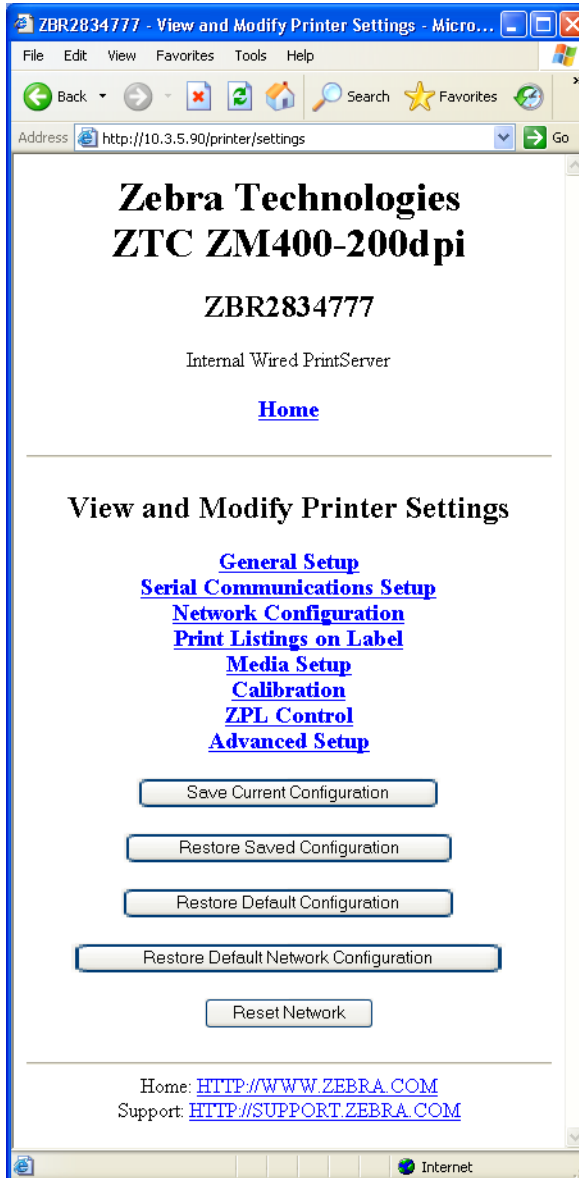 ZBR2834777 - View and Modify Printer Settings - Micro...
File Edit View Favorites Tools Help
Back Search Favorites »
Address http://10.3.5.90/printer/settings Go
Zebra Technologies
ZTC ZM400-200dpi
ZBR2834777
Internal Wired PrintServer
Home
View and Modify Printer Settings
General Setup
Serial Communications Setup
Network Configuration
Print Listings on Label
Media Setup
Calibration
ZPL Control
Advanced Setup
Save Current Configuration
Restore Saved Configuration
Restore Default Configuration
Restore Default Network Configuration
Reset Network
Home: HTTP://WWW.ZEBRA.COM
Support: HTTP://SUPPORT.ZEBRA.COM
Internet